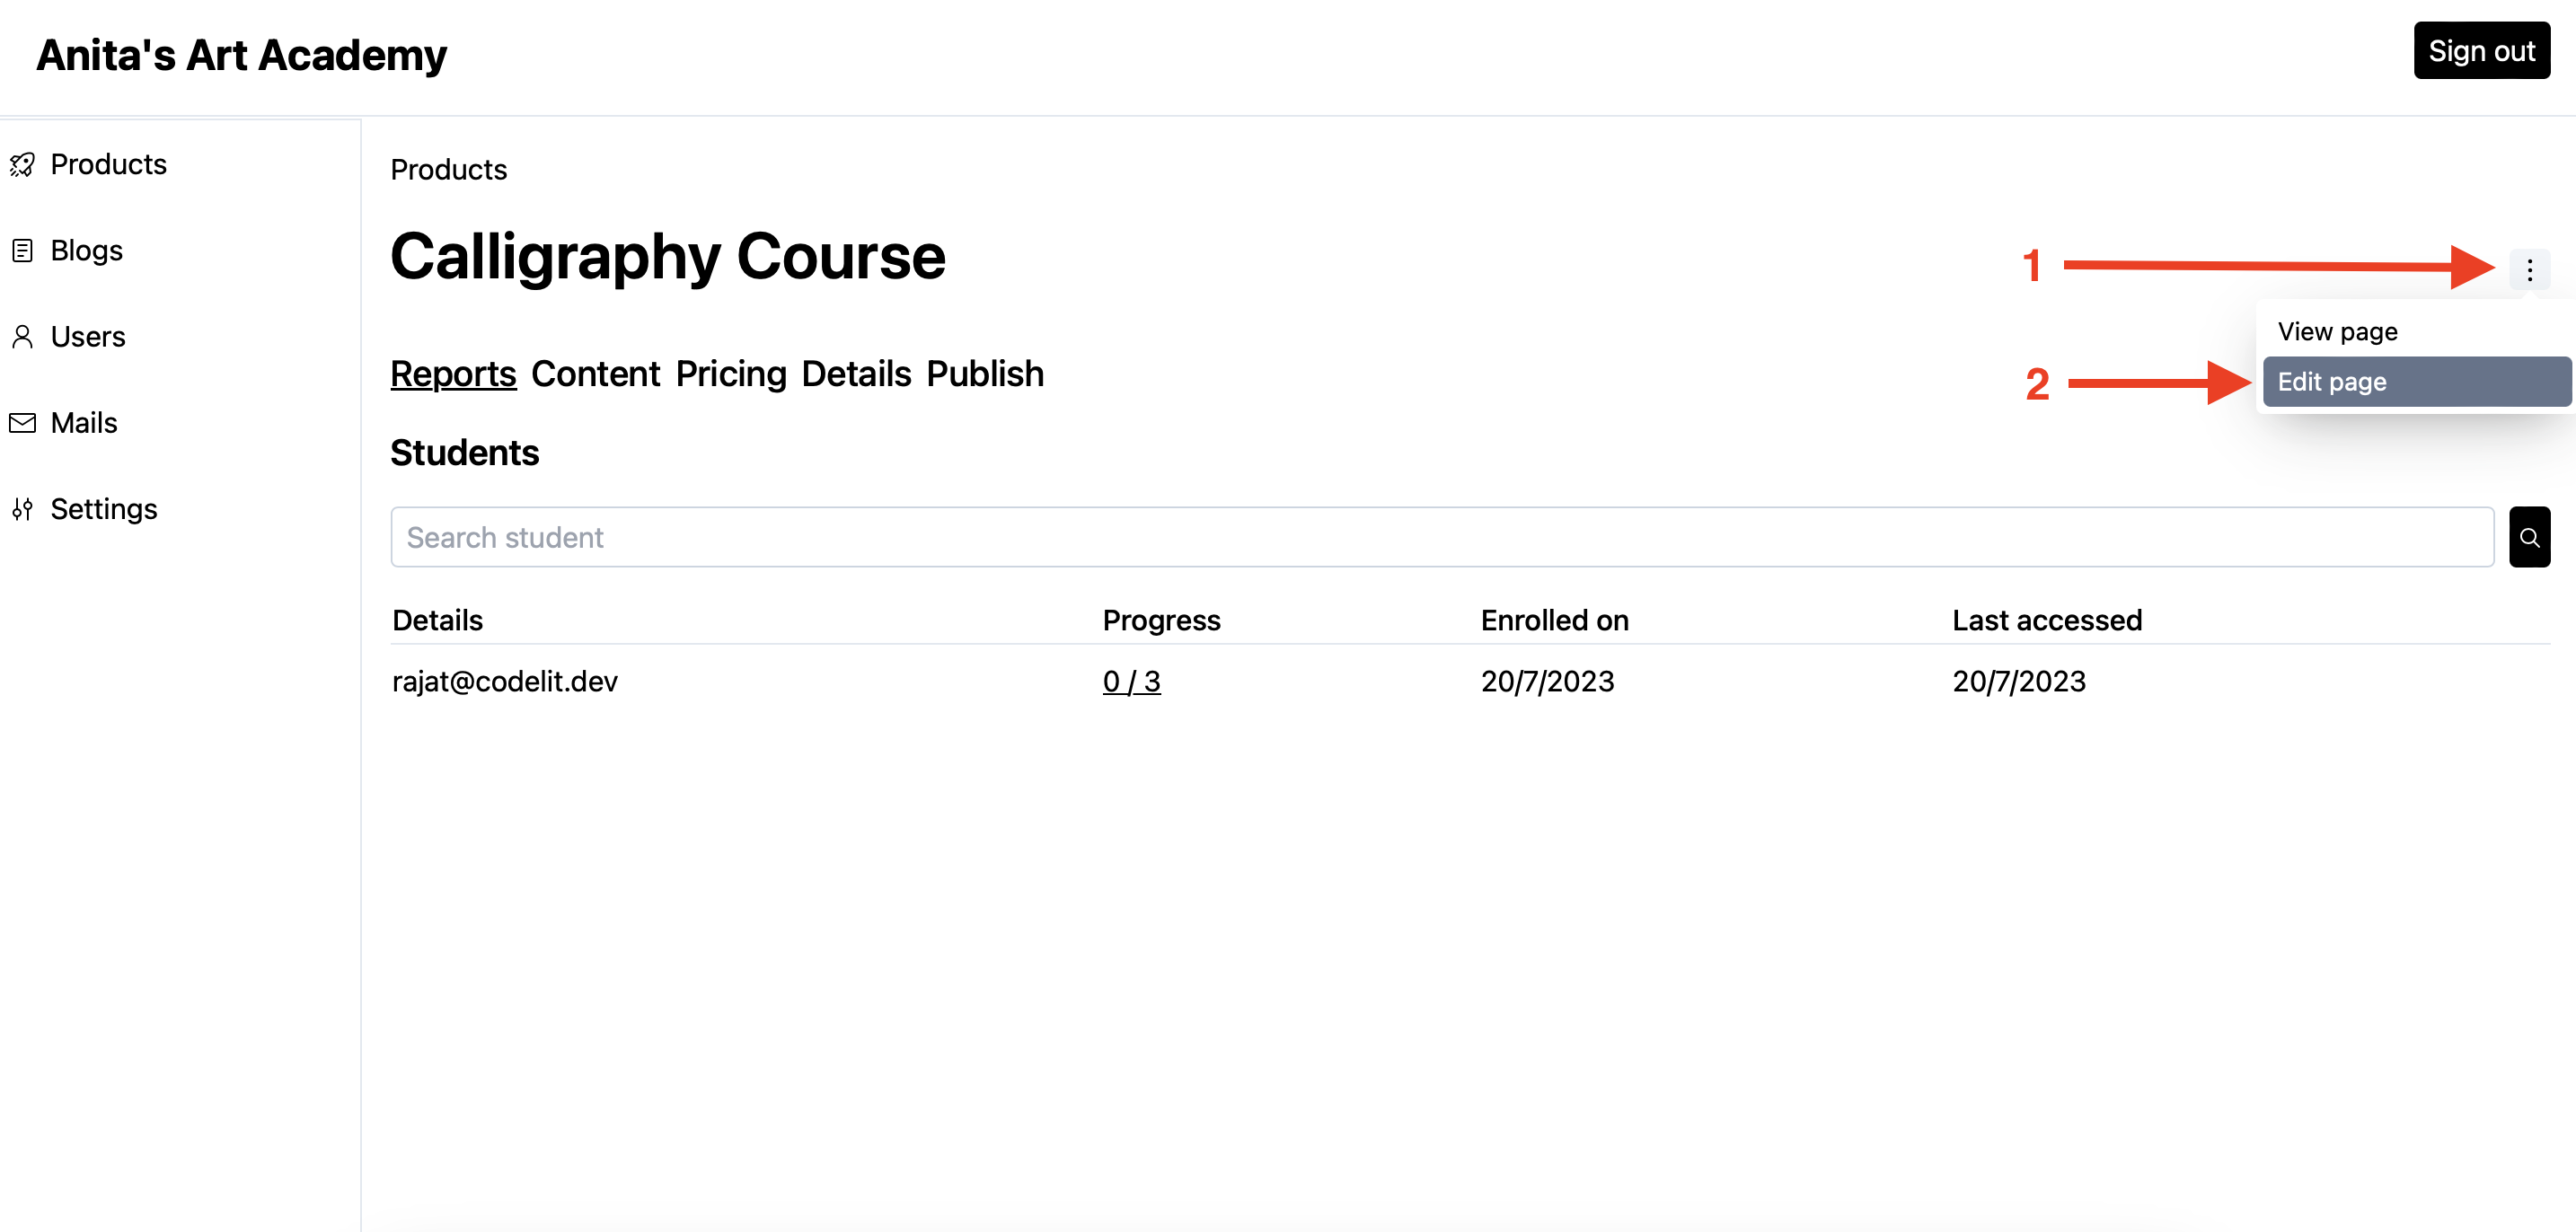 Anita's Art Academy
Sign out
Products
Blogs
Users
Mails
Settings
Products
Calligraphy Course
1
View page
2
Edit page
Reports Content Pricing Details Publish
Students
Search student
Details Progress Enrolled on Last accessed
rajat@codelit.dev 0 / 3 20/7/2023 20/7/2023